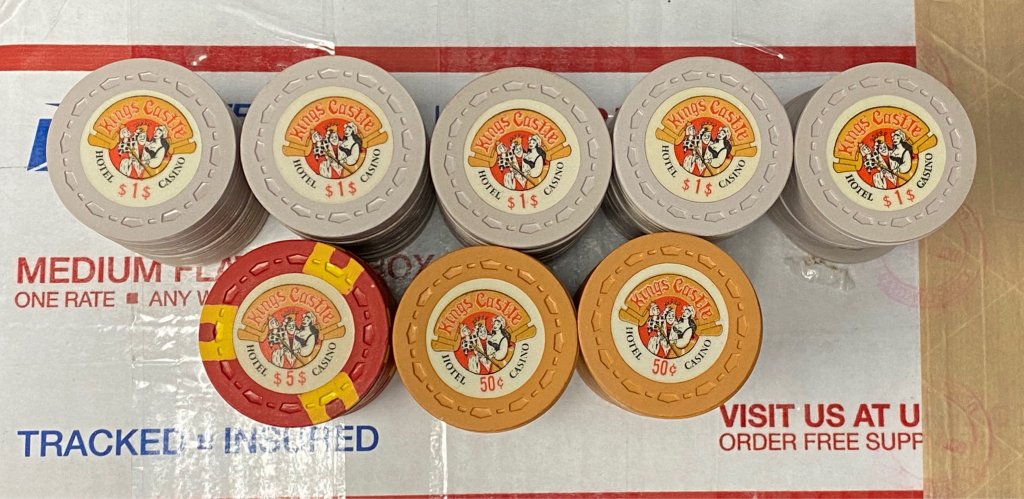 Kings Castle
HOTEL CASINO
$1$
Kings Castle
HOTEL CASINO
$1$
Kings Castle
HOTEL CASINO
$1$
Kings Castle
HOTEL CASINO
$1$
Kings Castle
HOTEL CASINO
$1$
MEDIUM FLA BOX
ONE RATE ■ ANY W
Kings Castle
HOTEL CASINO
$5$
Kings Castle
HOTEL CASINO
50¢
Kings Castle
HOTEL CASINO
50¢
TRACKED ■ INSURED
VISIT US AT U
ORDER FREE SUPP